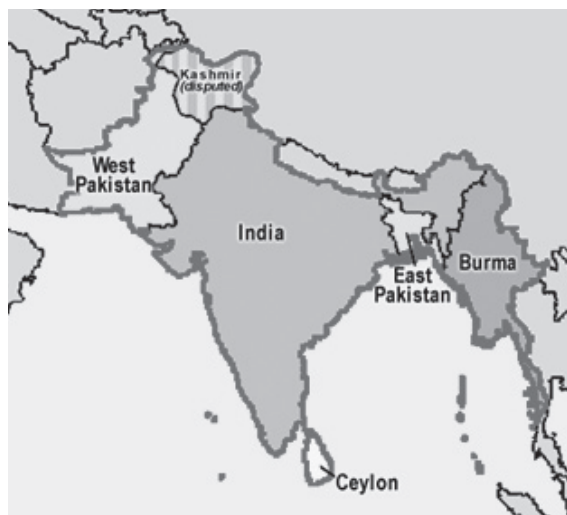 Kashmir
(disputed)
West
Pakistan
India
East
Pakistan
Burma
Ceylon